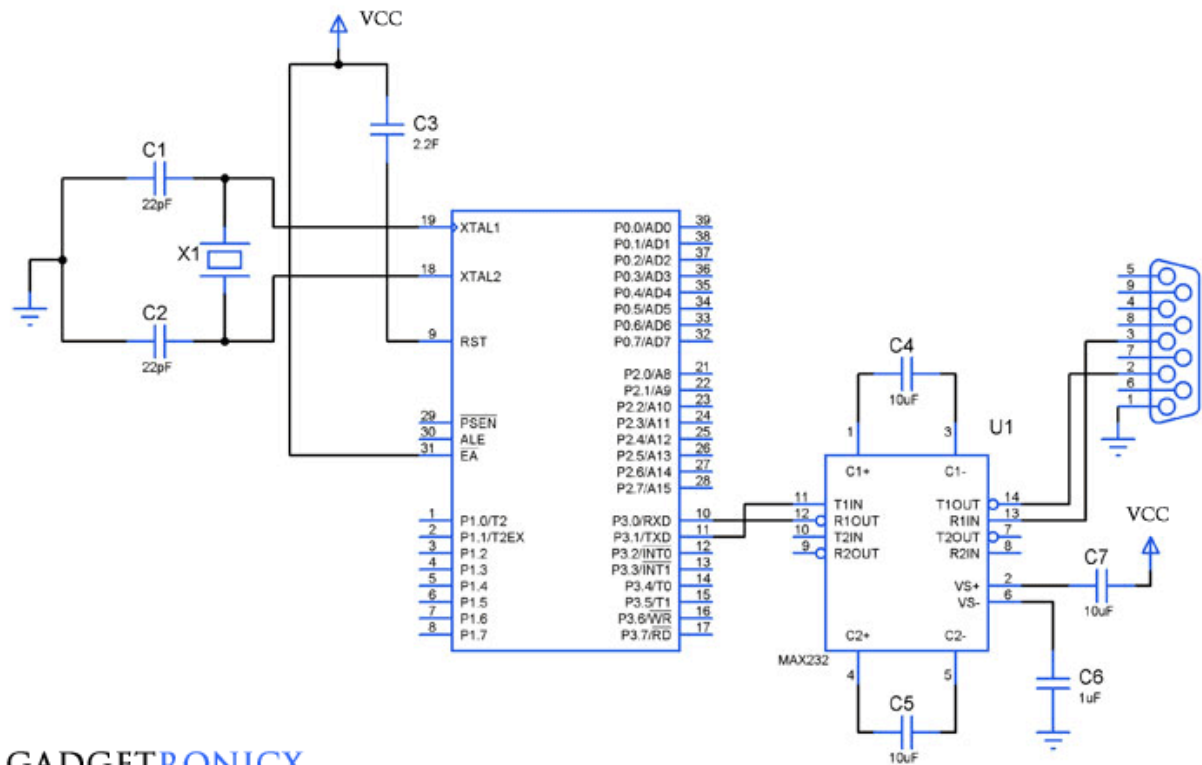 VCC
C3
2.2F
C1
22pF
X1
C2
22pF
19 XTAL1
18 XTAL2
9 RST
29 PSEN
30 ALE
31 EA
1 P1.0/T2
2 P1.1/T2EX
3 P1.2
4 P1.3
5 P1.4
6 P1.5
7 P1.6
8 P1.7
P0.0/AD0 39
P0.1/AD1 38
P0.2/AD2 37
P0.3/AD3 36
P0.4/AD4 35
P0.5/AD5 34
P0.6/AD6 33
P0.7/AD7 32
P2.0/A8 21
P2.1/A9 22
P2.2/A10 23
P2.3/A11 24
P2.4/A12 25
P2.5/A13 26
P2.6/A14 27
P2.7/A15 28
P3.0/RXD 10
P3.1/TXD 11
P3.2/INT0 12
P3.3/INT1 13
P3.4/T0 14
P3.5/T1 15
P3.6/WR 16
P3.7/RD 17
C4
10uF
1 3
U1
C1+ C1-
11 T1IN
12 R1OUT
10 T2IN
9 R2OUT
T1OUT 14
R1IN 13
T2OUT 7
R2IN 8
VS+ 2
VS- 6
C2+ C2-
MAX232
4 5
C5
10uF
5
9
4
8
3
7
2
6
1
VCC
C7
10uF
C6
1uF
GADGETRONICX